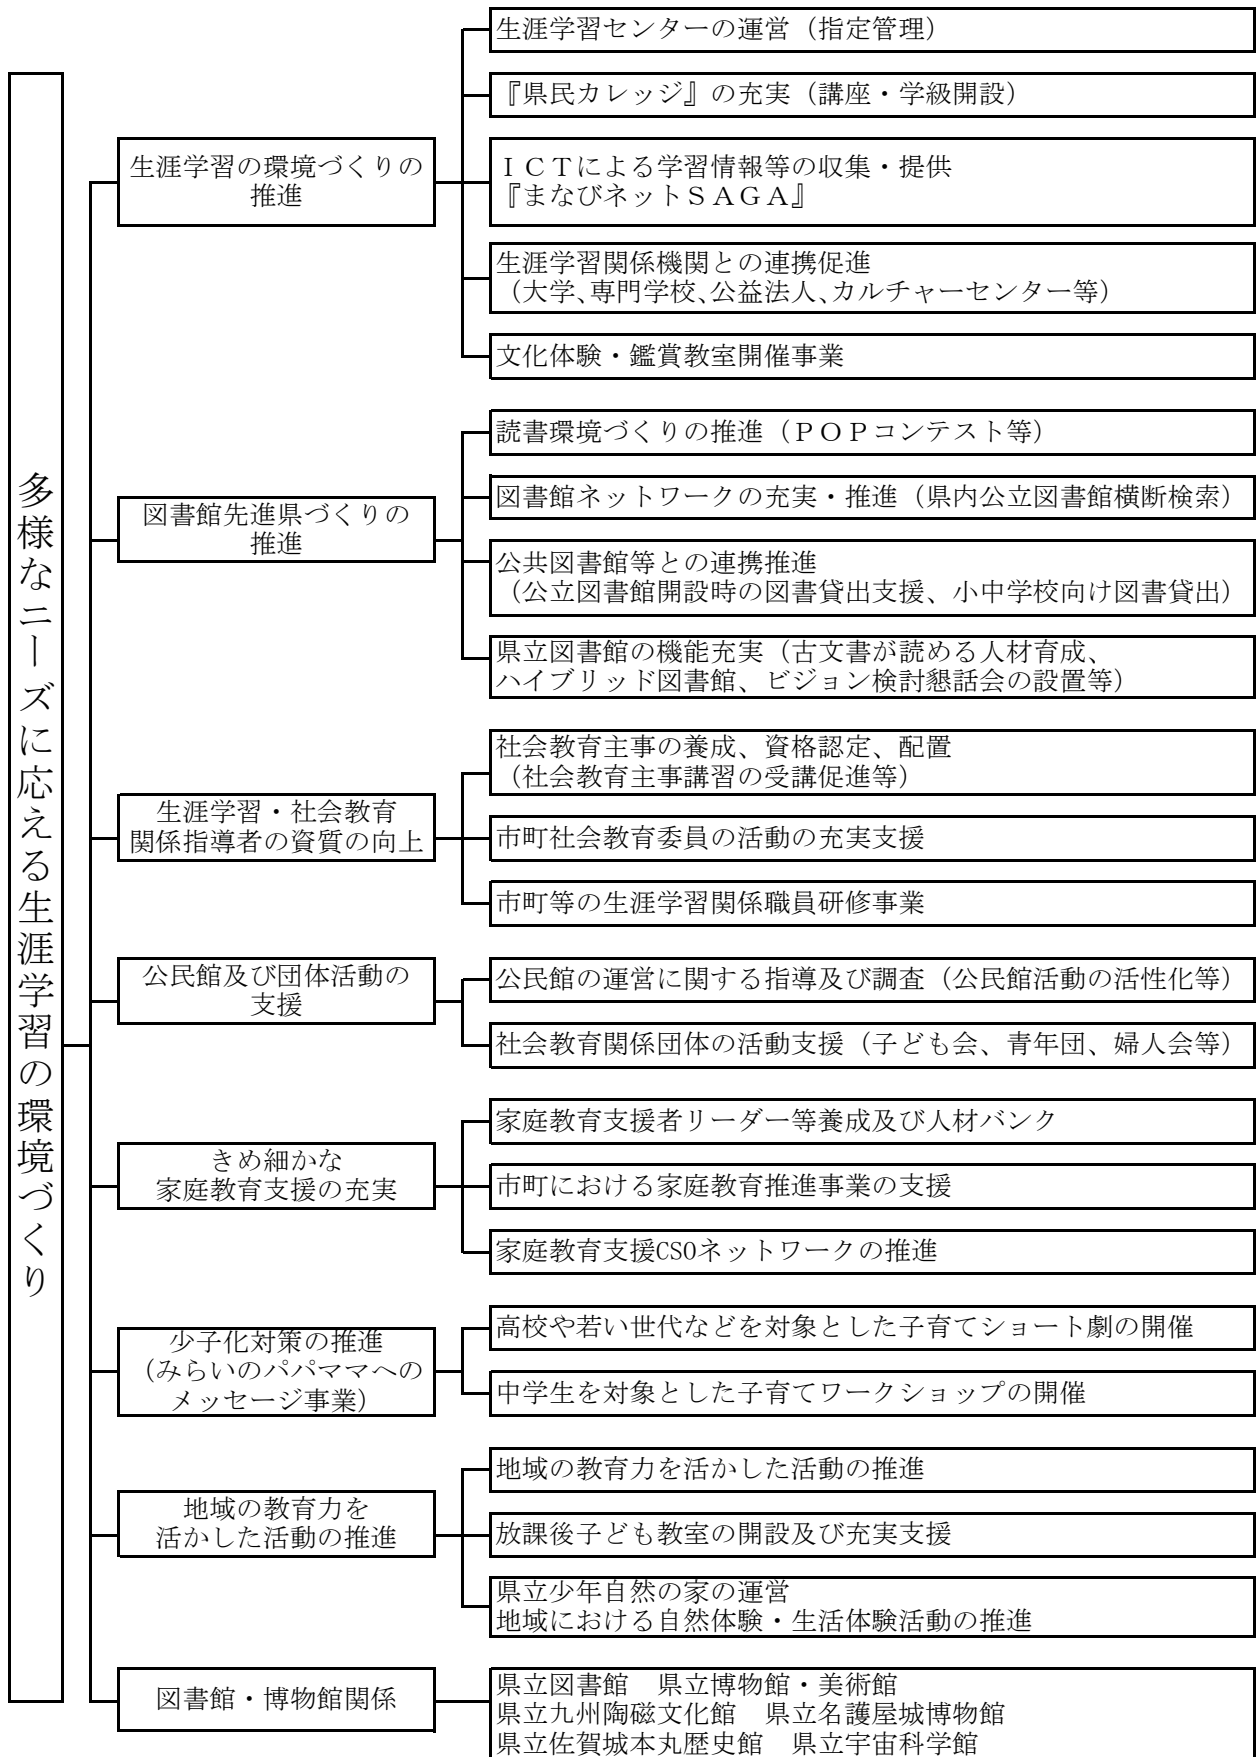 多様なニーズに応える生涯学習の環境づくり
生涯学習の環境づくりの
推進
生涯学習センターの運営（指定管理）
『県民カレッジ』の充実（講座・学級開設）
ＩＣＴによる学習情報等の収集・提供
『まなびネットＳＡＧＡ』
生涯学習関係機関との連携促進
（大学、専門学校、公益法人、カルチャーセンター等）
文化体験・鑑賞教室開催事業
図書館先進県づくりの
推進
読書環境づくりの推進（ＰＯＰコンテスト等）
図書館ネットワークの充実・推進（県内公立図書館横断検索）
公共図書館等との連携推進
（公立図書館開設時の図書貸出支援、小中学校向け図書貸出）
県立図書館の機能充実（古文書が読める人材育成、
ハイブリッド図書館、ビジョン検討懇話会の設置等）
生涯学習・社会教育
関係指導者の資質の向上
社会教育主事の養成、資格認定、配置
（社会教育主事講習の受講促進等）
市町社会教育委員の活動の充実支援
市町等の生涯学習関係職員研修事業
公民館及び団体活動の
支援
公民館の運営に関する指導及び調査（公民館活動の活性化等）
社会教育関係団体の活動支援（子ども会、青年団、婦人会等）
きめ細かな
家庭教育支援の充実
家庭教育支援者リーダー等養成及び人材バンク
市町における家庭教育推進事業の支援
家庭教育支援CSOネットワークの推進
少子化対策の推進
（みらいのパパママへの
メッセージ事業）
高校や若い世代などを対象とした子育てショート劇の開催
中学生を対象とした子育てワークショップの開催
地域の教育力を
活かした活動の推進
地域の教育力を活かした活動の推進
放課後子ども教室の開設及び充実支援
県立少年自然の家の運営
地域における自然体験・生活体験活動の推進
図書館・博物館関係
県立図書館　県立博物館・美術館
県立九州陶磁文化館　県立名護屋城博物館
県立佐賀城本丸歴史館　県立宇宙科学館